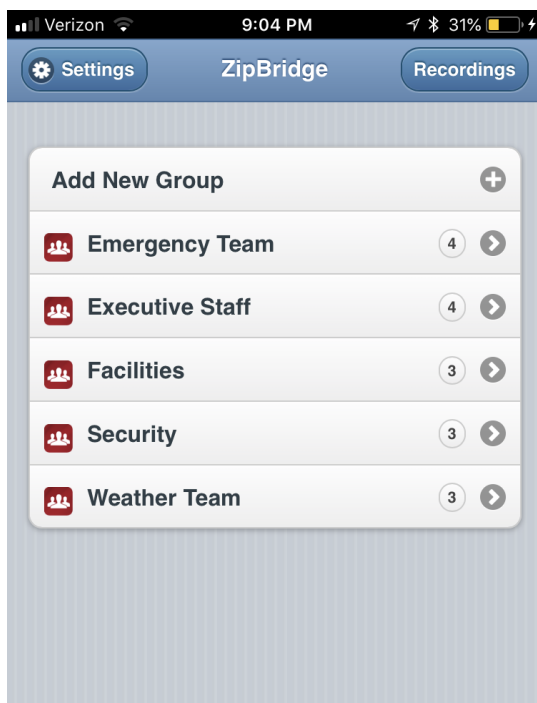 Verizon 9:04 PM 31%
Settings ZipBridge Recordings
Add New Group
Emergency Team 4
Executive Staff 4
Facilities 3
Security 3
Weather Team 3